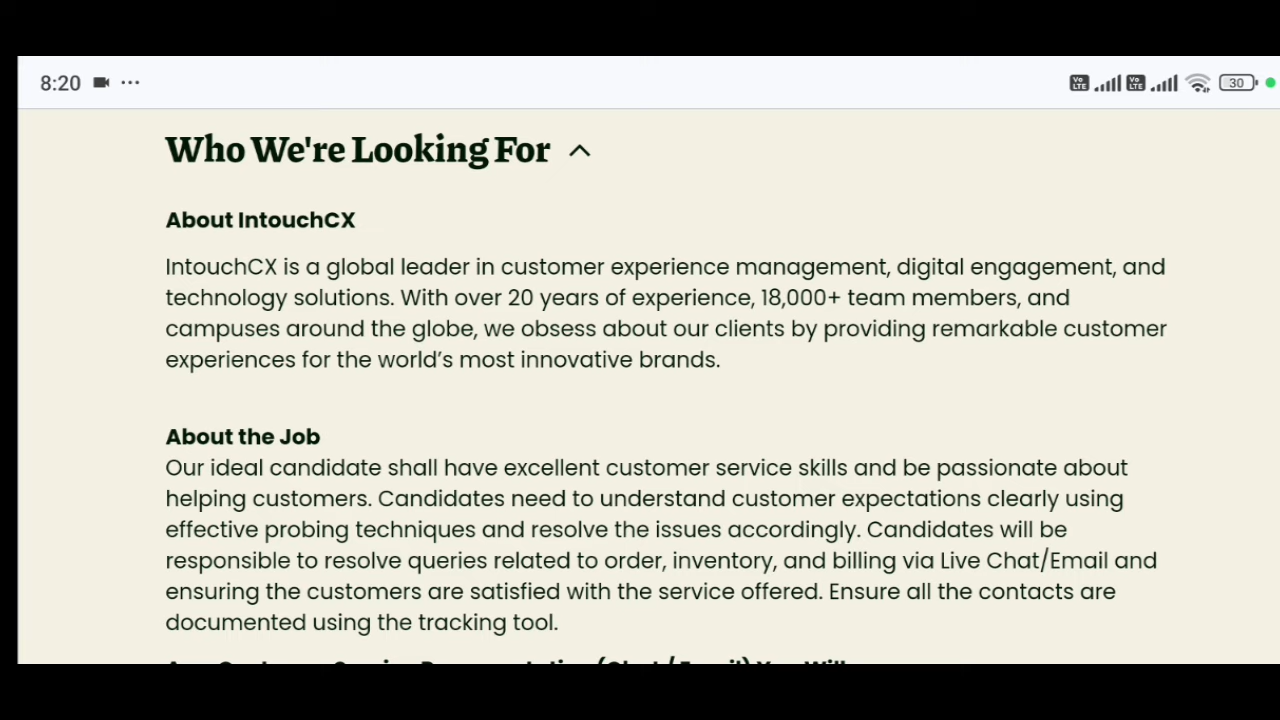 8:20
30
Who We're Looking For
About IntouchCX
IntouchCX is a global leader in customer experience management, digital engagement, and
technology solutions. With over 20 years of experience, 18,000+ team members, and
campuses around the globe, we obsess about our clients by providing remarkable customer
experiences for the world’s most innovative brands.
About the Job
Our ideal candidate shall have excellent customer service skills and be passionate about
helping customers. Candidates need to understand customer expectations clearly using
effective probing techniques and resolve the issues accordingly. Candidates will be
responsible to resolve queries related to order, inventory, and billing via Live Chat/Email and
ensuring the customers are satisfied with the service offered. Ensure all the contacts are
documented using the tracking tool.